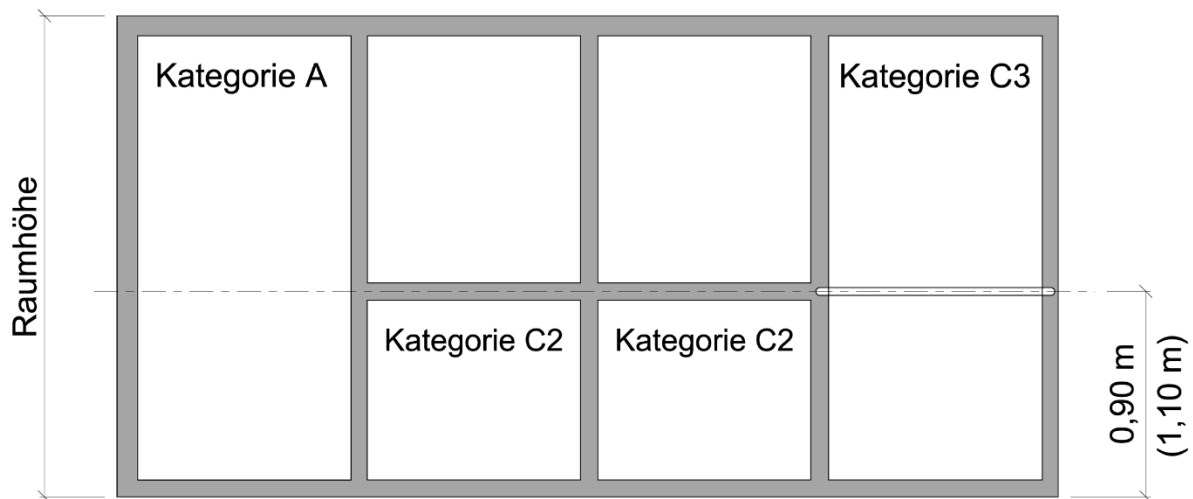 Kategorie A
Kategorie C3
Raumhöhe
Kategorie C2
Kategorie C2
0,90 m
(1,10 m)